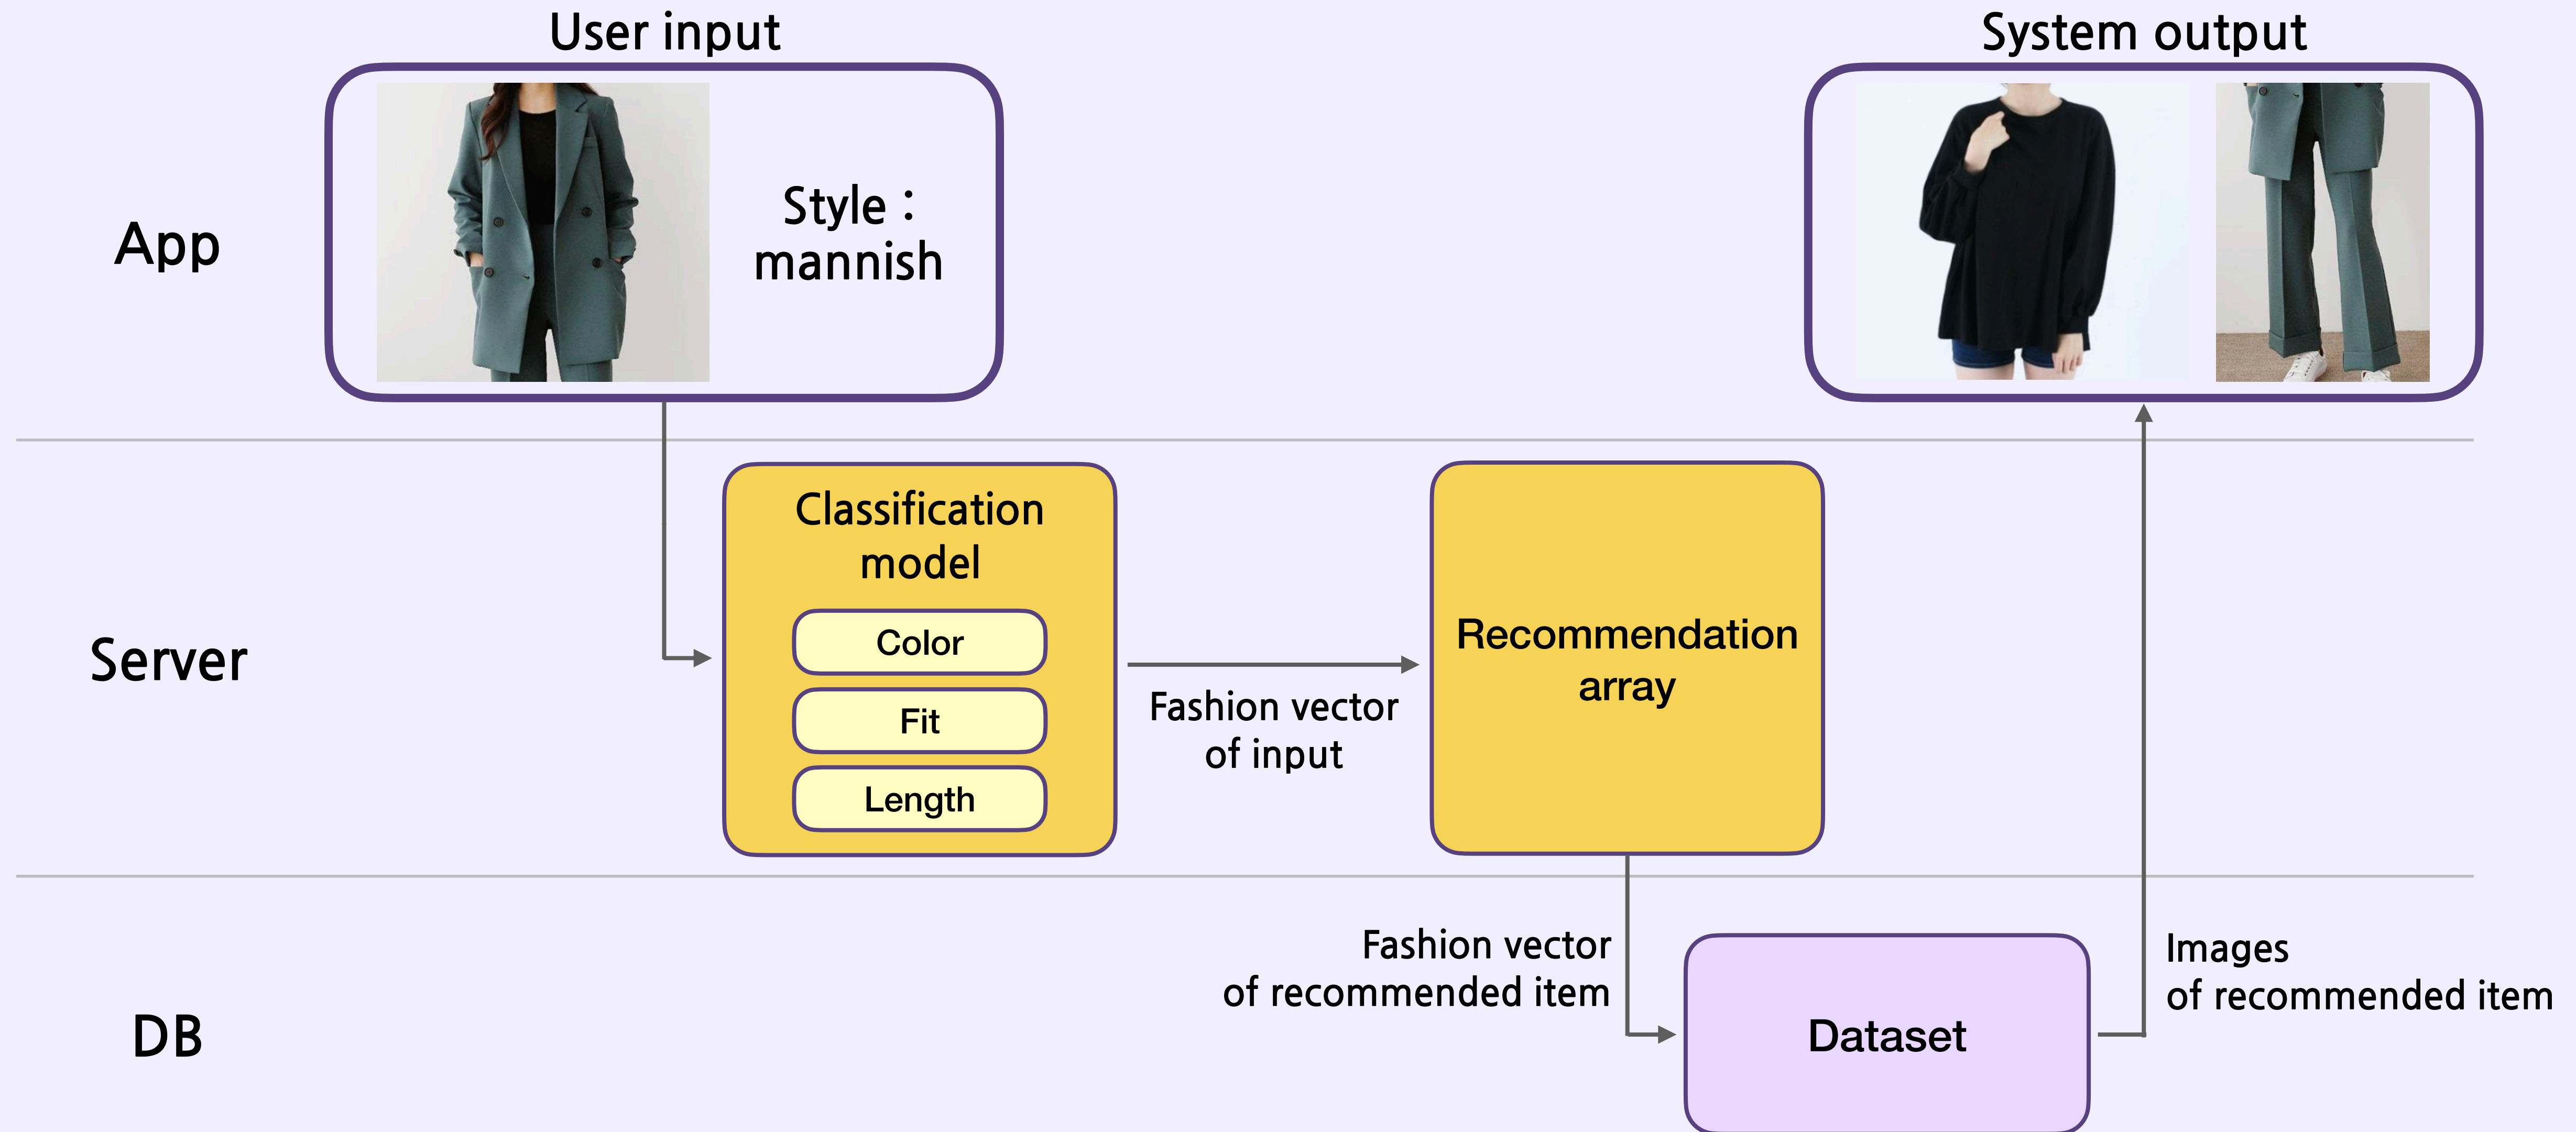 User input
System output
App
Style :
mannish
Server
Classification
model
Color
Fit
Length
Fashion vector
of input
Recommendation
array
DB
Fashion vector
of recommended item
Dataset
Images
of recommended item